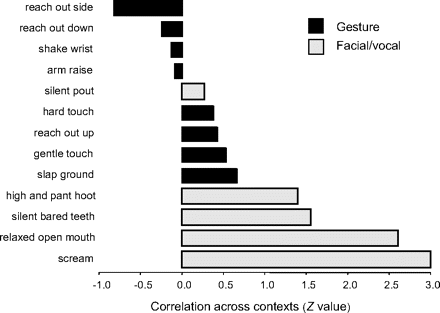 reach out side
reach out down
shake wrist
arm raise
silent pout
hard touch
reach out up
gentle touch
slap ground
high and pant hoot
silent bared teeth
relaxed open mouth
scream
Gesture
Facial/vocal
-1.0 -0.5 0.0 0.5 1.0 1.5 2.0 2.5 3.0
Correlation across contexts (Z value)